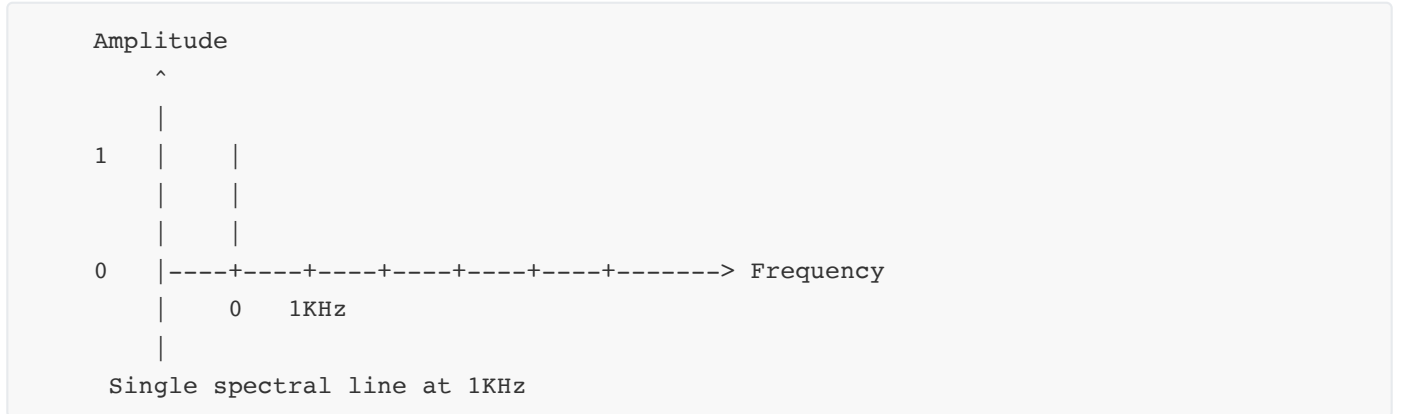 Amplitude
^
|
1 | |
| |
| |
0 |----+----+----+----+----+----+-------> Frequency
| 0 1KHz
|
Single spectral line at 1KHz